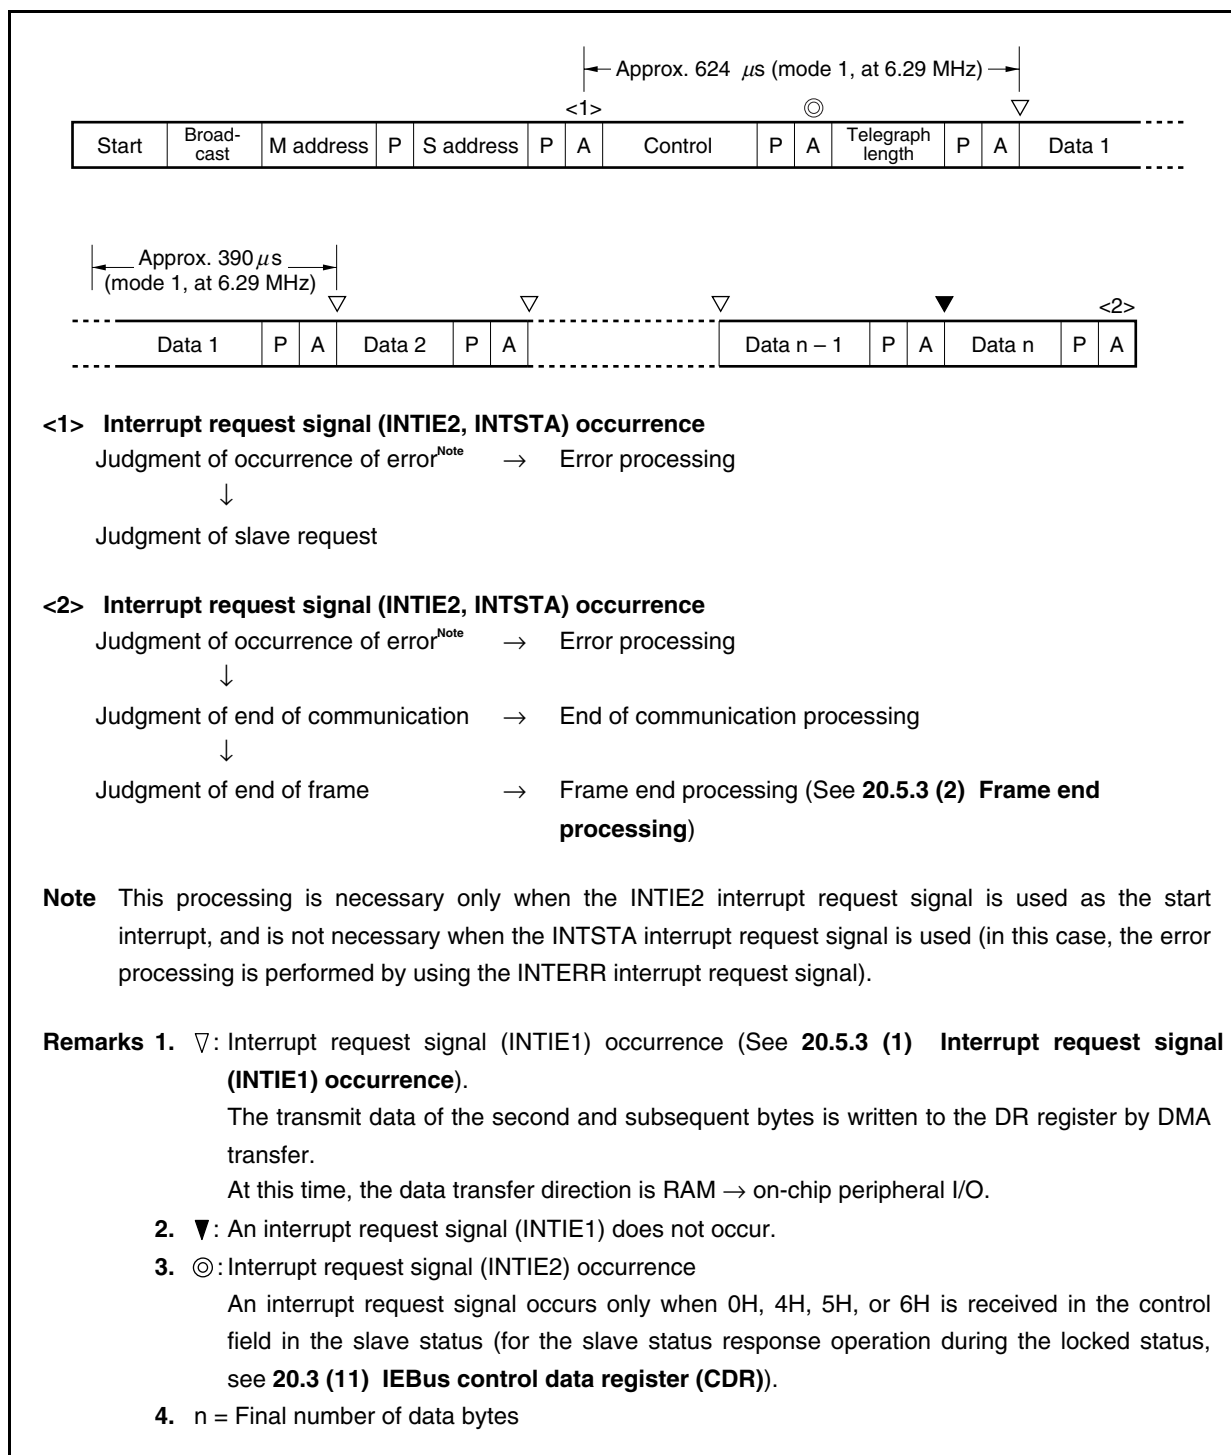 Approx. 624 μs (mode 1, at 6.29 MHz)
<1> ◎ ▽
Start Broad-cast M address P S address P A Control P A Telegraph length P A Data 1
Approx. 390 μs
(mode 1, at 6.29 MHz)
▽ ▽ ▽ ▼ <2>
Data 1 P A Data 2 P A Data n – 1 P A Data n P A
<1> Interrupt request signal (INTIE2, INTSTA) occurrence
Judgment of occurrence of error Note → Error processing
↓
Judgment of slave request
<2> Interrupt request signal (INTIE2, INTSTA) occurrence
Judgment of occurrence of error Note → Error processing
↓
Judgment of end of communication → End of communication processing
↓
Judgment of end of frame → Frame end processing (See 20.5.3 (2) Frame end
processing)
Note This processing is necessary only when the INTIE2 interrupt request signal is used as the start
interrupt, and is not necessary when the INTSTA interrupt request signal is used (in this case, the error
processing is performed by using the INTERR interrupt request signal).
Remarks 1. ▽: Interrupt request signal (INTIE1) occurrence (See 20.5.3 (1) Interrupt request signal
(INTIE1) occurrence).
The transmit data of the second and subsequent bytes is written to the DR register by DMA
transfer.
At this time, the data transfer direction is RAM → on-chip peripheral I/O.
2. ▼: An interrupt request signal (INTIE1) does not occur.
3. ◎: Interrupt request signal (INTIE2) occurrence
An interrupt request signal occurs only when 0H, 4H, 5H, or 6H is received in the control
field in the slave status (for the slave status response operation during the locked status,
see 20.3 (11) IEBus control data register (CDR)).
4. n = Final number of data bytes